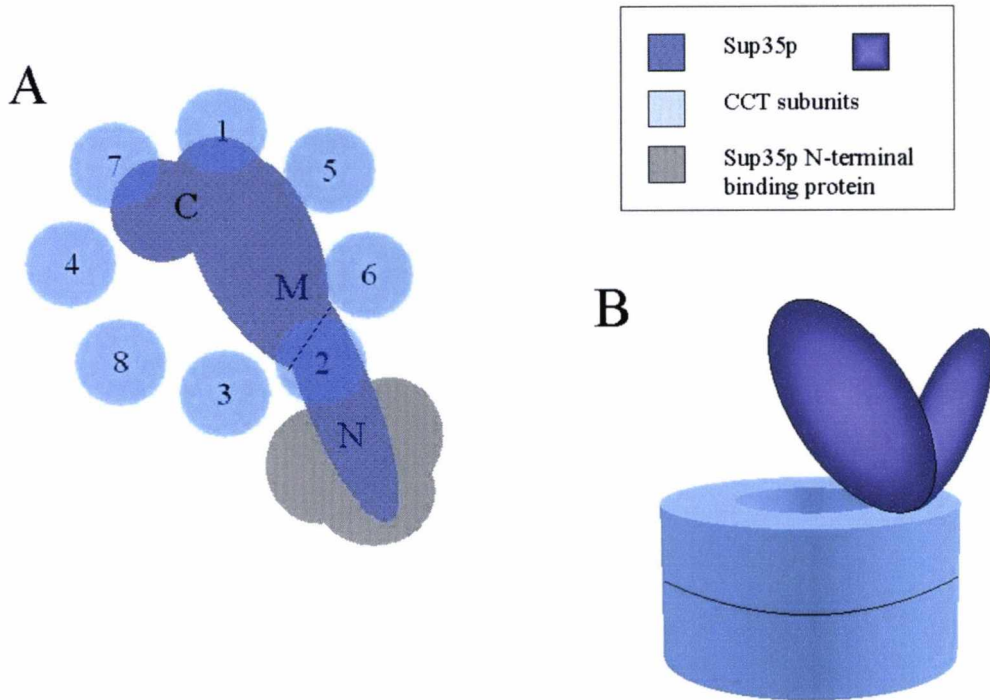 A
B
Sup35p
CCT subunits
Sup35p N-terminal
binding protein
1
7
5
C
4
M
6
8
3
2
N